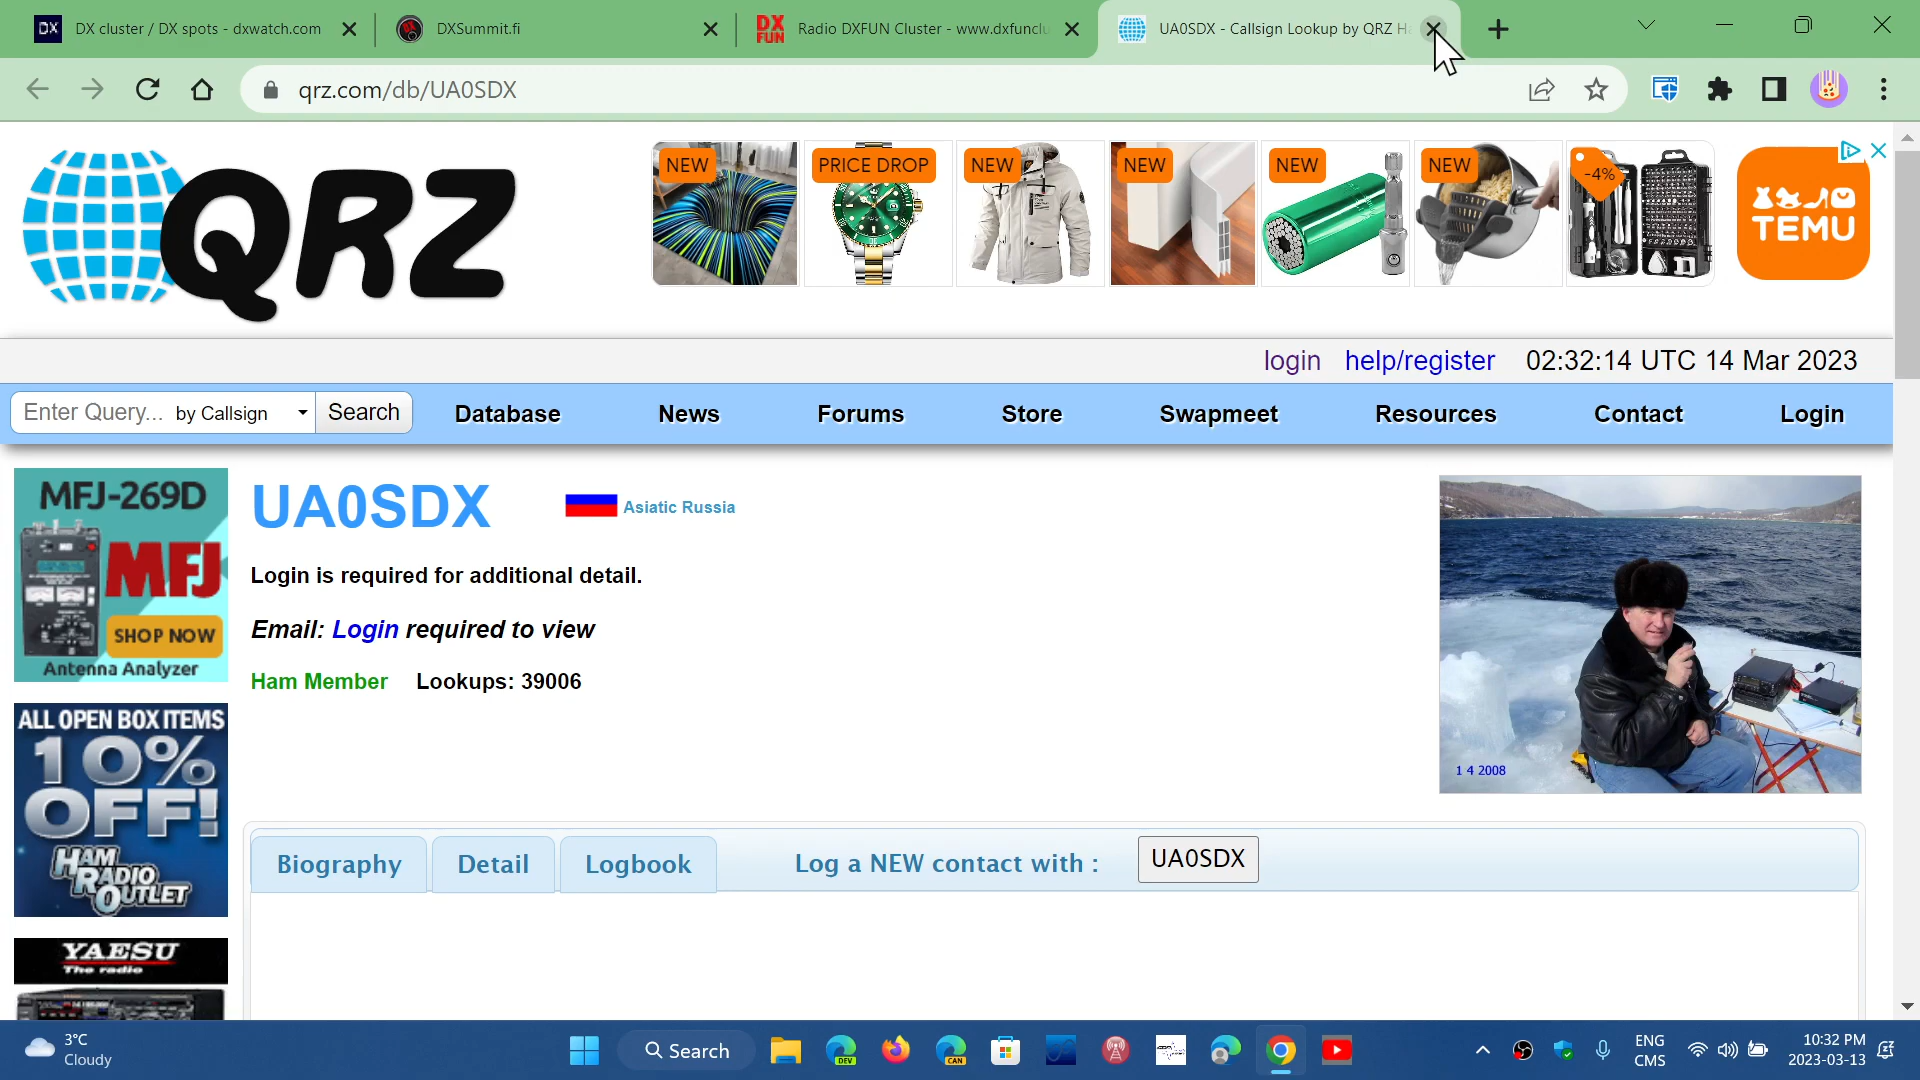 DX cluster / DX spots - dxwatch.com
DXSummit.fi
DX FUN
Radio DXFUN Cluster - www.dxfunclu
UA0SDX - Callsign Lookup by QRZ H
qrz.com/db/UA0SDX
QRZ
NEW
PRICE DROP
NEW
NEW
NEW
NEW
-4%
TEMU
login help/register 02:32:14 UTC 14 Mar 2023
Enter Query... by Callsign Search Database News Forums Store Swapmeet Resources Contact Login
MFJ-269D
MFJ
SHOP NOW
Antenna Analyzer
UA0SDX
Asiatic Russia
Login is required for additional detail.
Email: Login required to view
Ham Member Lookups: 39006
1 4 2008
ALL OPEN BOX ITEMS
10%
OFF!
HAM
RADIO
OUTLET
Biography Detail Logbook Log a NEW contact with : UA0SDX
YAESU
The radio
3°C
Cloudy
Search
DEV
CAN
ENG
CMS
10:32 PM
2023-03-13